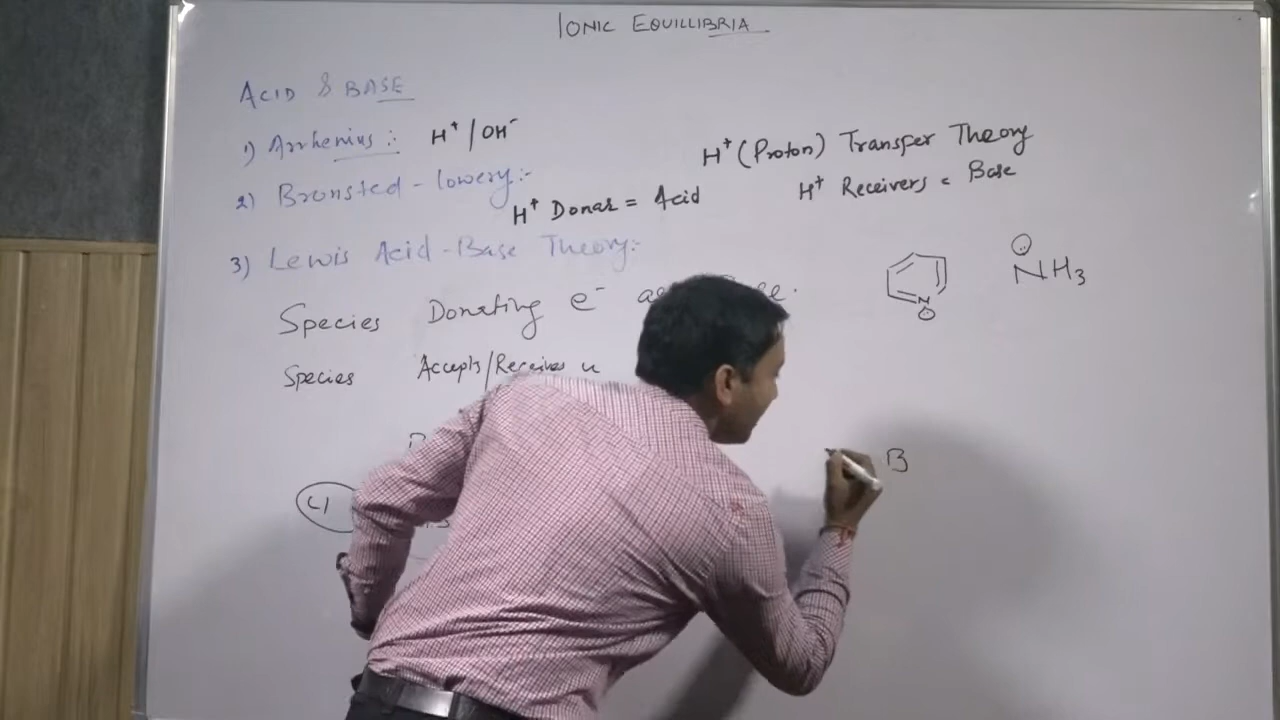 IONIC EQUILLIBRIA
ACID & BASE
1) Arrhenius :- H⁺ / OH⁻
H⁺ (Proton) Transfer Theory
2) Bronsted - lowery :-
H⁺ Donar = Acid
H⁺ Receivers = Base
3) Lewis Acid - Base Theory :-
Species Donating e⁻
Species Accepts/Receives
N
NH₃
B